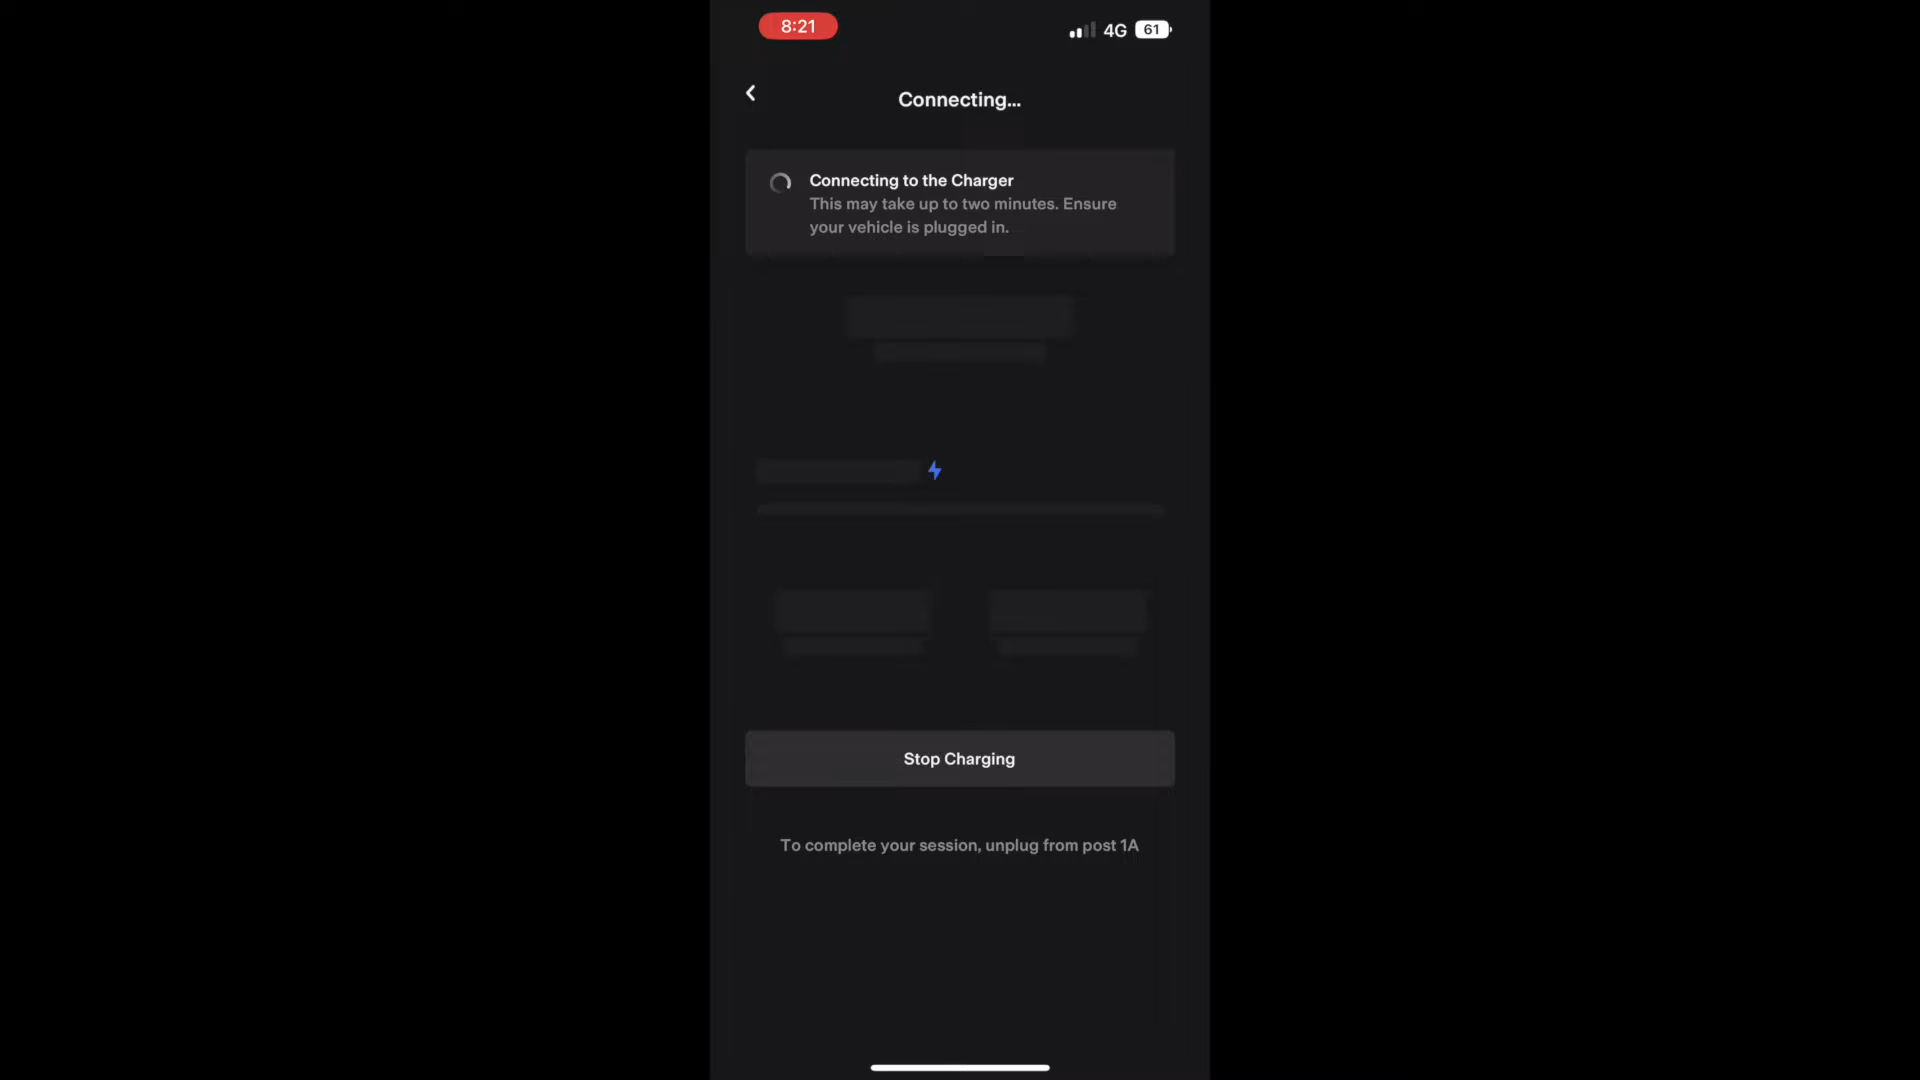 8:21
4G 61
Connecting...
Connecting to the Charger
This may take up to two minutes. Ensure
your vehicle is plugged in.
Stop Charging
To complete your session, unplug from post 1A